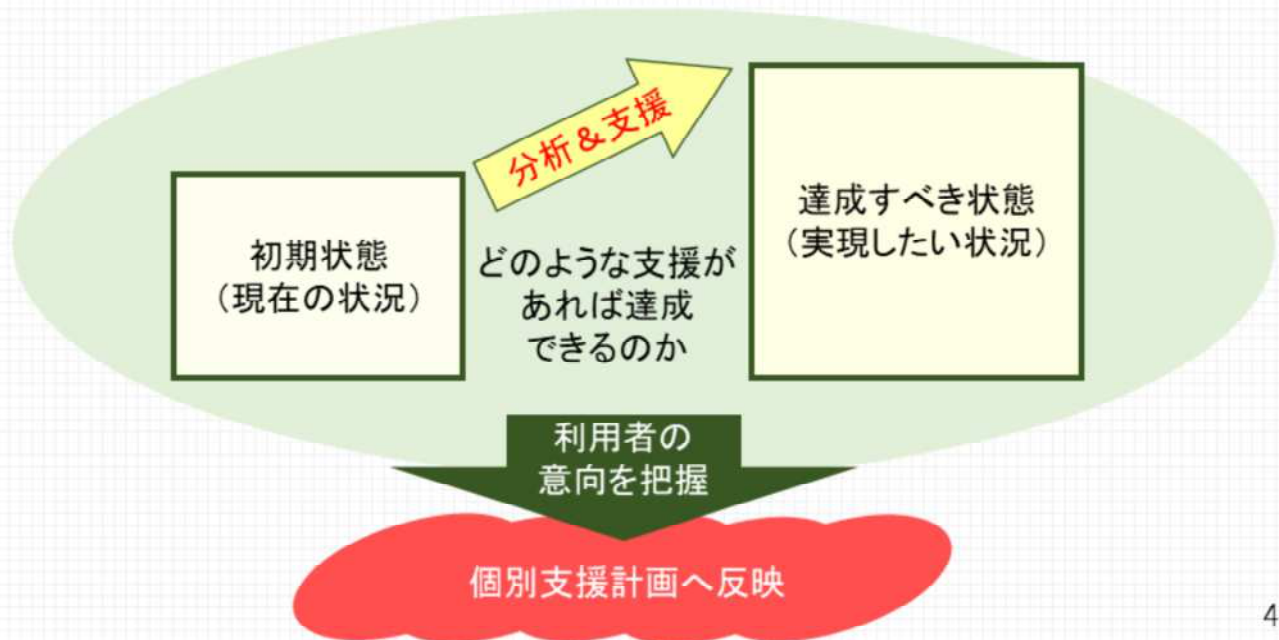 分析＆支援
初期状態
（現在の状況）
どのような支援が
あれば達成
できるのか
達成すべき状態
（実現したい状況）
利用者の
意向を把握
個別支援計画へ反映
4